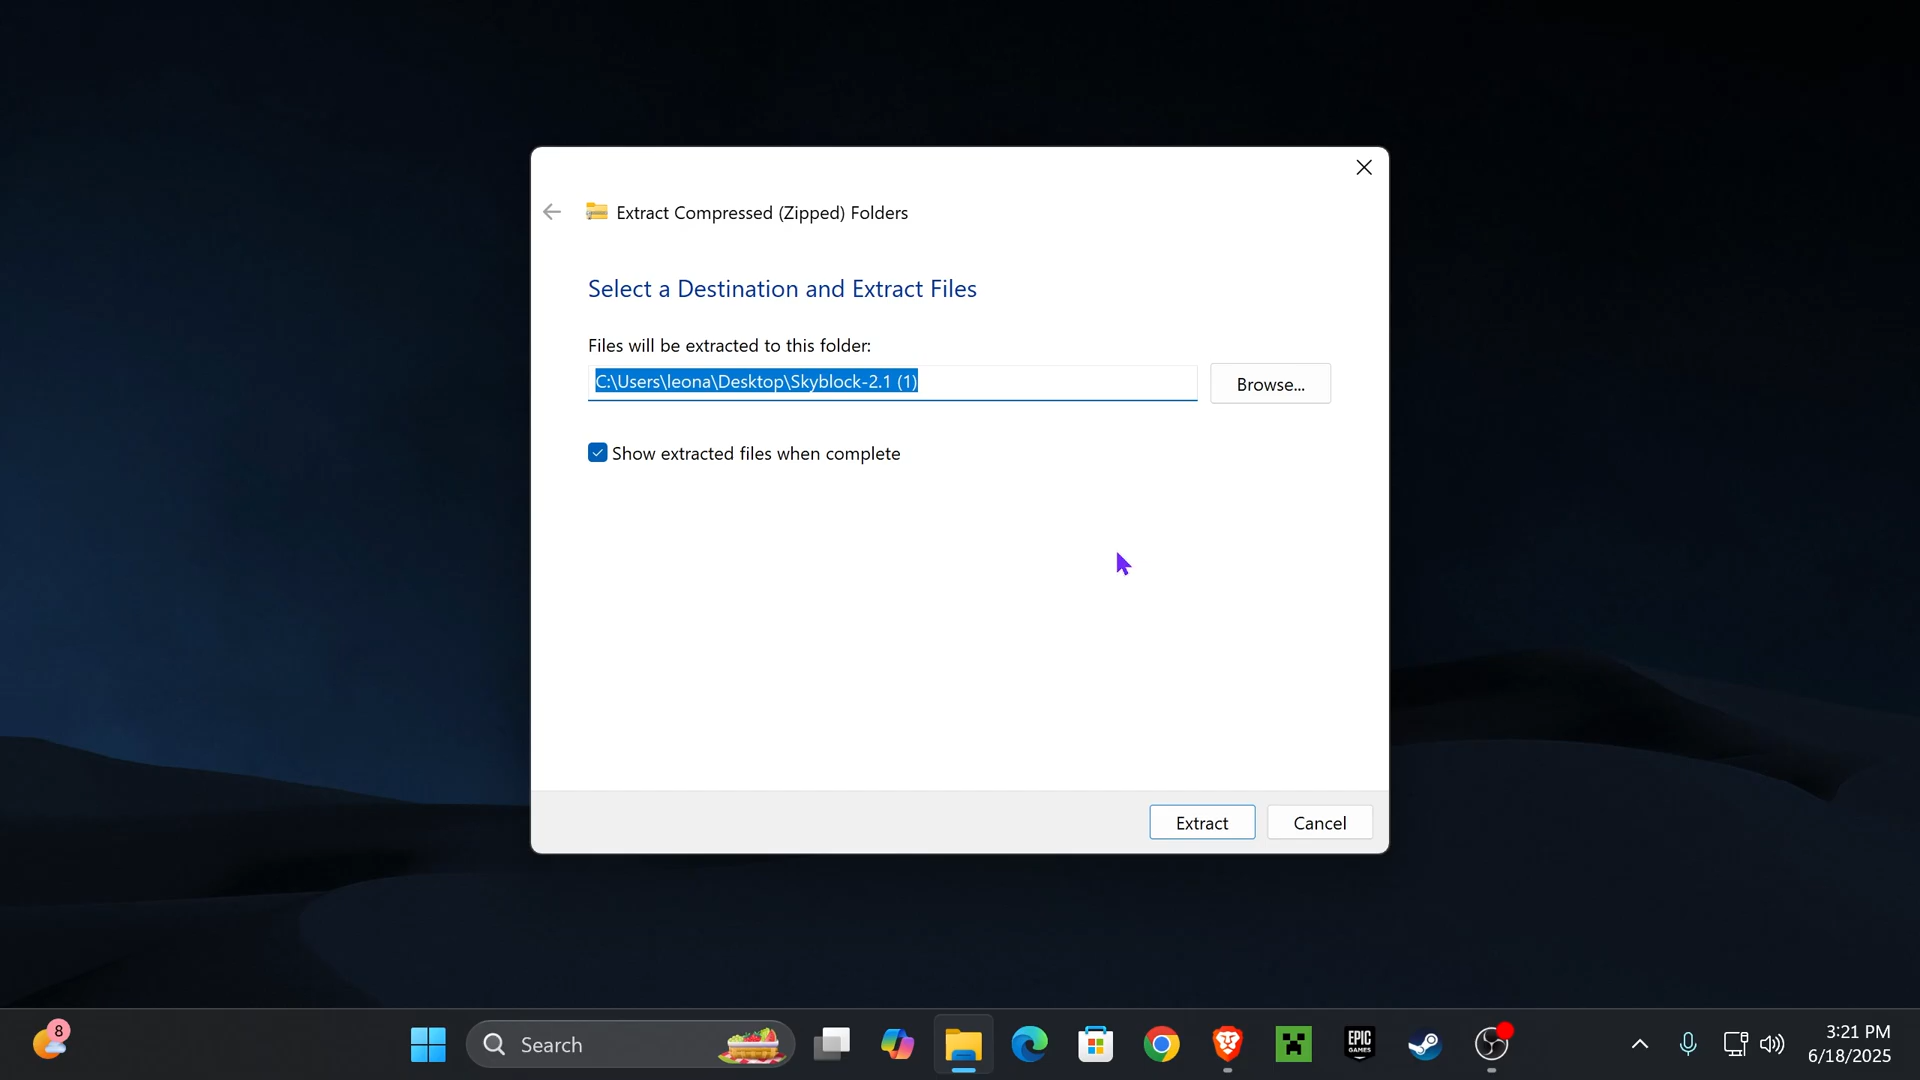 Extract Compressed (Zipped) Folders
Select a Destination and Extract Files
Files will be extracted to this folder:
C:\Users\leona\Desktop\Skyblock-2.1 (1)
Browse...
Show extracted files when complete
Extract
Cancel
8
Search
EPIC
GAMES
3:21 PM
6/18/2025